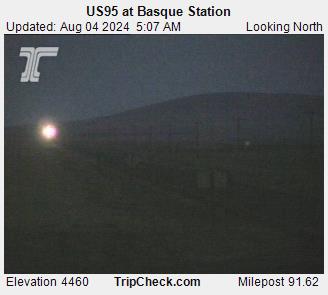 US95 at Basque Station
Updated: Aug 04 2024 5:07 AM Looking North
Elevation 4460 TripCheck.com Milepost 91.62